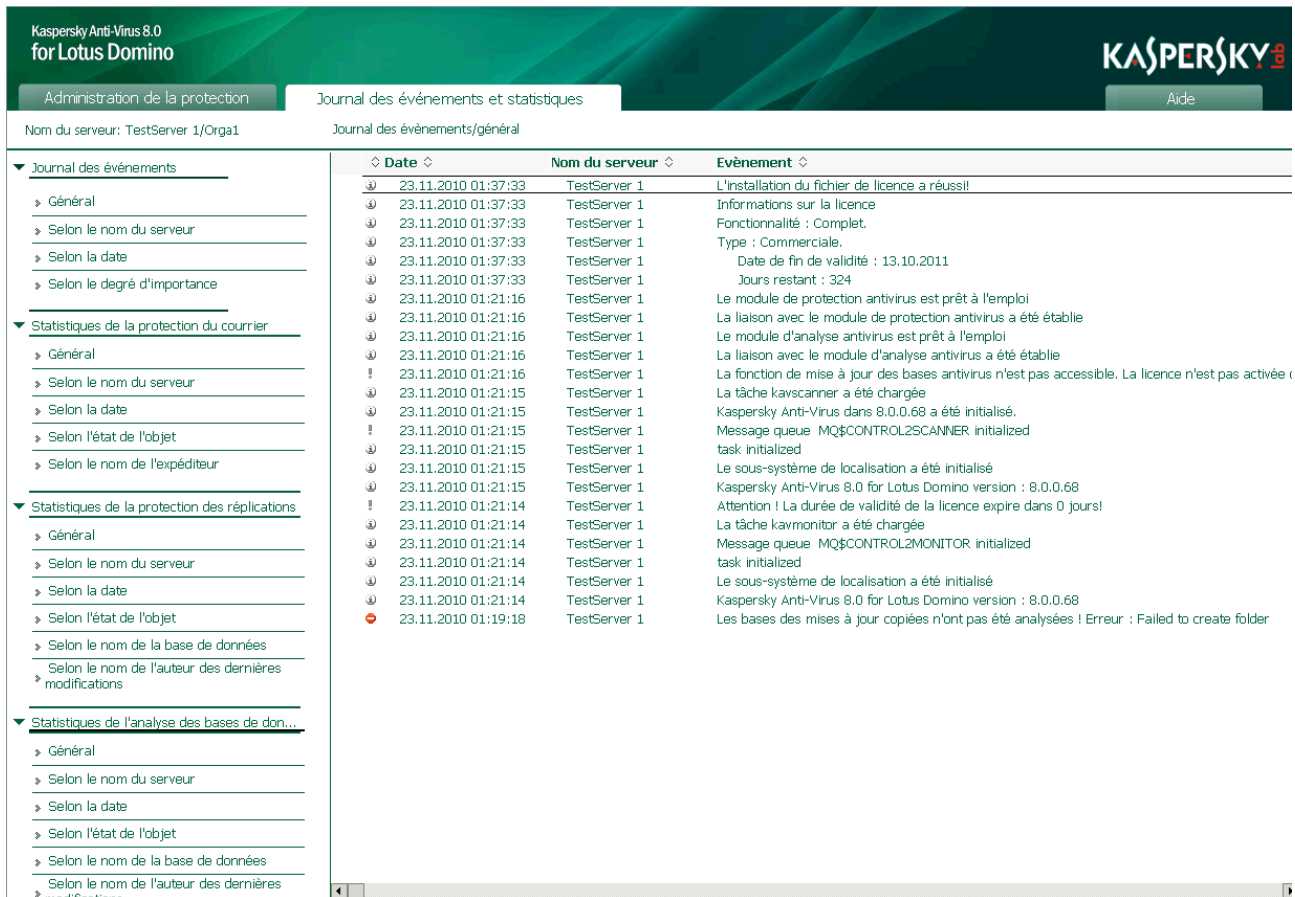 Kaspersky Anti-Virus 8.0
for Lotus Domino
KASPERSKY lab
Administration de la protection
Journal des événements et statistiques
Aide
Nom du serveur: TestServer 1/Orga1
Journal des évènements/général
Journal des événements
Général
Selon le nom du serveur
Selon la date
Selon le degré d'importance
Statistiques de la protection du courrier
Général
Selon le nom du serveur
Selon la date
Selon l'état de l'objet
Selon le nom de l'expéditeur
Statistiques de la protection des réplications
Général
Selon le nom du serveur
Selon la date
Selon l'état de l'objet
Selon le nom de la base de données
Selon le nom de l'auteur des dernières
modifications
Statistiques de l'analyse des bases de don...
Général
Selon le nom du serveur
Selon la date
Selon l'état de l'objet
Selon le nom de la base de données
Selon le nom de l'auteur des dernières
Date Nom du serveur Evènement
23.11.2010 01:37:33 TestServer 1 L'installation du fichier de licence a réussi!
23.11.2010 01:37:33 TestServer 1 Informations sur la licence
23.11.2010 01:37:33 TestServer 1 Fonctionnalité : Complet.
23.11.2010 01:37:33 TestServer 1 Type : Commerciale.
23.11.2010 01:37:33 TestServer 1 Date de fin de validité : 13.10.2011
23.11.2010 01:37:33 TestServer 1 Jours restant : 324
23.11.2010 01:21:16 TestServer 1 Le module de protection antivirus est prêt à l'emploi
23.11.2010 01:21:16 TestServer 1 La liaison avec le module de protection antivirus a été établie
23.11.2010 01:21:16 TestServer 1 Le module d'analyse antivirus est prêt à l'emploi
23.11.2010 01:21:16 TestServer 1 La liaison avec le module d'analyse antivirus a été établie
23.11.2010 01:21:16 TestServer 1 La fonction de mise à jour des bases antivirus n'est pas accessible. La licence n'est pas activée
23.11.2010 01:21:15 TestServer 1 La tâche kavscanner a été chargée
23.11.2010 01:21:15 TestServer 1 Kaspersky Anti-Virus dans 8.0.0.68 a été initialisé.
23.11.2010 01:21:15 TestServer 1 Message queue MQ$CONTROL2SCANNER initialized
23.11.2010 01:21:15 TestServer 1 task initialized
23.11.2010 01:21:15 TestServer 1 Le sous-système de localisation a été initialisé
23.11.2010 01:21:15 TestServer 1 Kaspersky Anti-Virus 8.0 for Lotus Domino version : 8.0.0.68
23.11.2010 01:21:14 TestServer 1 Attention ! La durée de validité de la licence expire dans 0 jours!
23.11.2010 01:21:14 TestServer 1 La tâche kavmonitor a été chargée
23.11.2010 01:21:14 TestServer 1 Message queue MQ$CONTROL2MONITOR initialized
23.11.2010 01:21:14 TestServer 1 task initialized
23.11.2010 01:21:14 TestServer 1 Le sous-système de localisation a été initialisé
23.11.2010 01:21:14 TestServer 1 Kaspersky Anti-Virus 8.0 for Lotus Domino version : 8.0.0.68
23.11.2010 01:19:18 TestServer 1 Les bases des mises à jour copiées n'ont pas été analysées ! Erreur : Failed to create folder